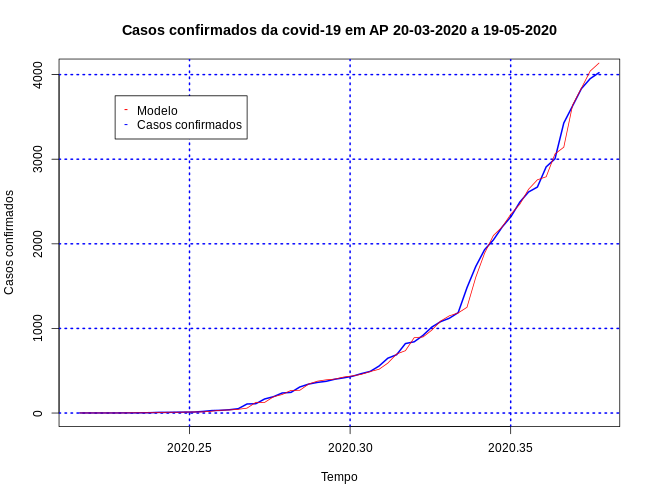 Casos confirmados da covid-19 em AP 20-03-2020 a 19-05-2020
Casos confirmados
4000
3000
2000
1000
0
Modelo
Casos confirmados
2020.25 2020.30 2020.35
Tempo